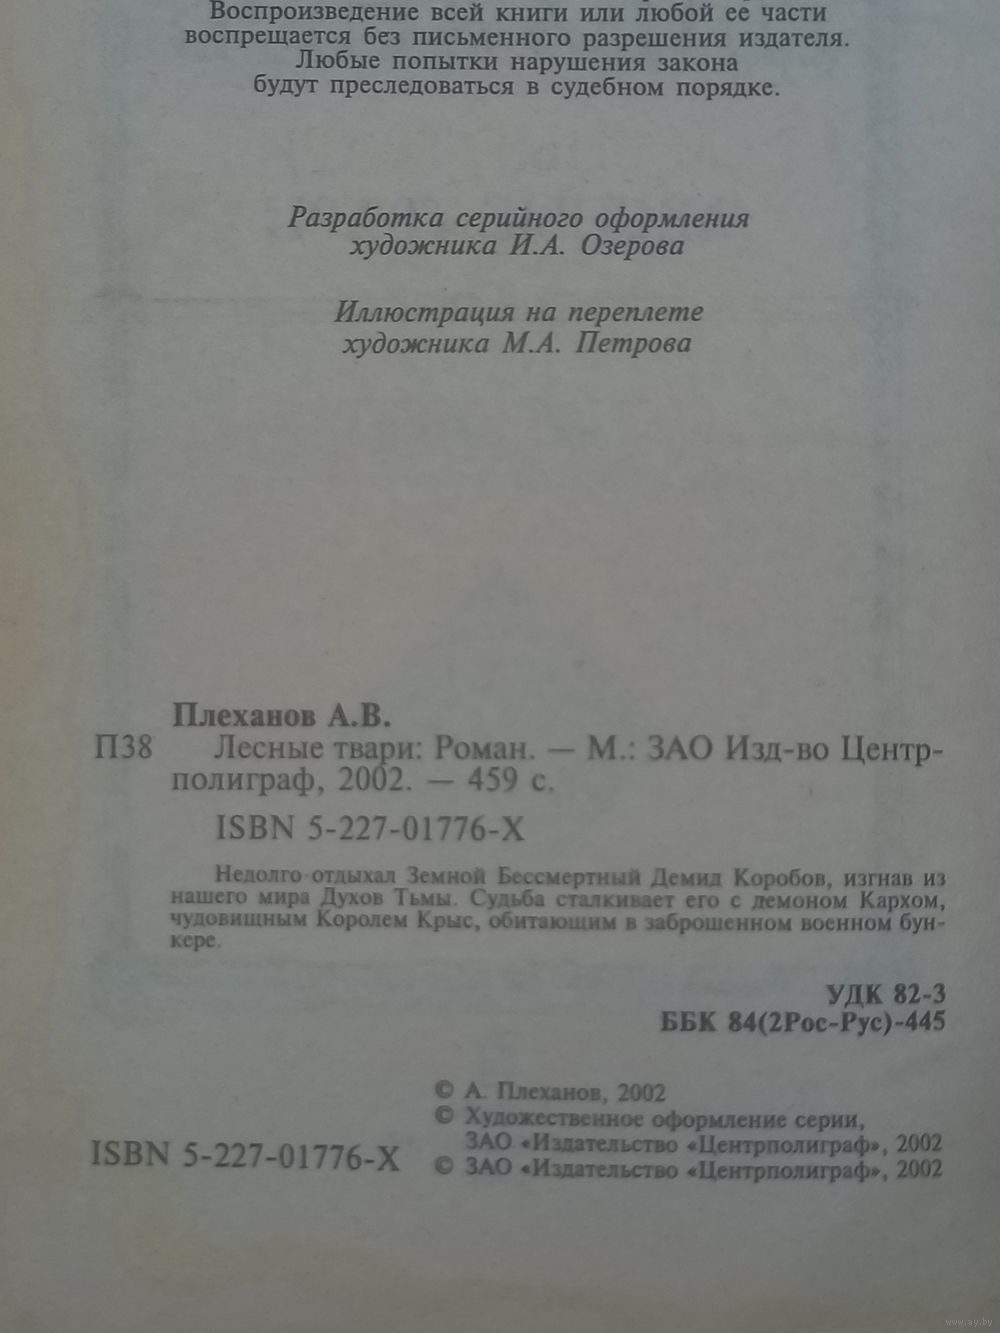 Воспроизведение всей книги или любой ее части
воспрещается без письменного разрешения издателя.
Любые попытки нарушения закона
будут преследоваться в судебном порядке.
Разработка серийного оформления
художника И.А. Озерова
Иллюстрация на переплете
художника М.А. Петрова
Плеханов А.В.
П38 Лесные твари: Роман. — М.: ЗАО Изд-во Центр-
полиграф, 2002. — 459 с.
ISBN 5-227-01776-X
Недолго отдыхал Земной Бессмертный Демид Коробов, изгнав из
нашего мира Духов Тьмы. Судьба сталкивает его с демоном Кархом,
чудовищным Королем Крыс, обитающим в заброшенном военном бун-
кере.
УДК 82-3
ББК 84(2Рос-Рус)-445
© А. Плеханов, 2002
© Художественное оформление серии,
ЗАО «Издательство «Центрполиграф», 2002
ISBN 5-227-01776-X © ЗАО «Издательство «Центрполиграф», 2002
www.ay.by